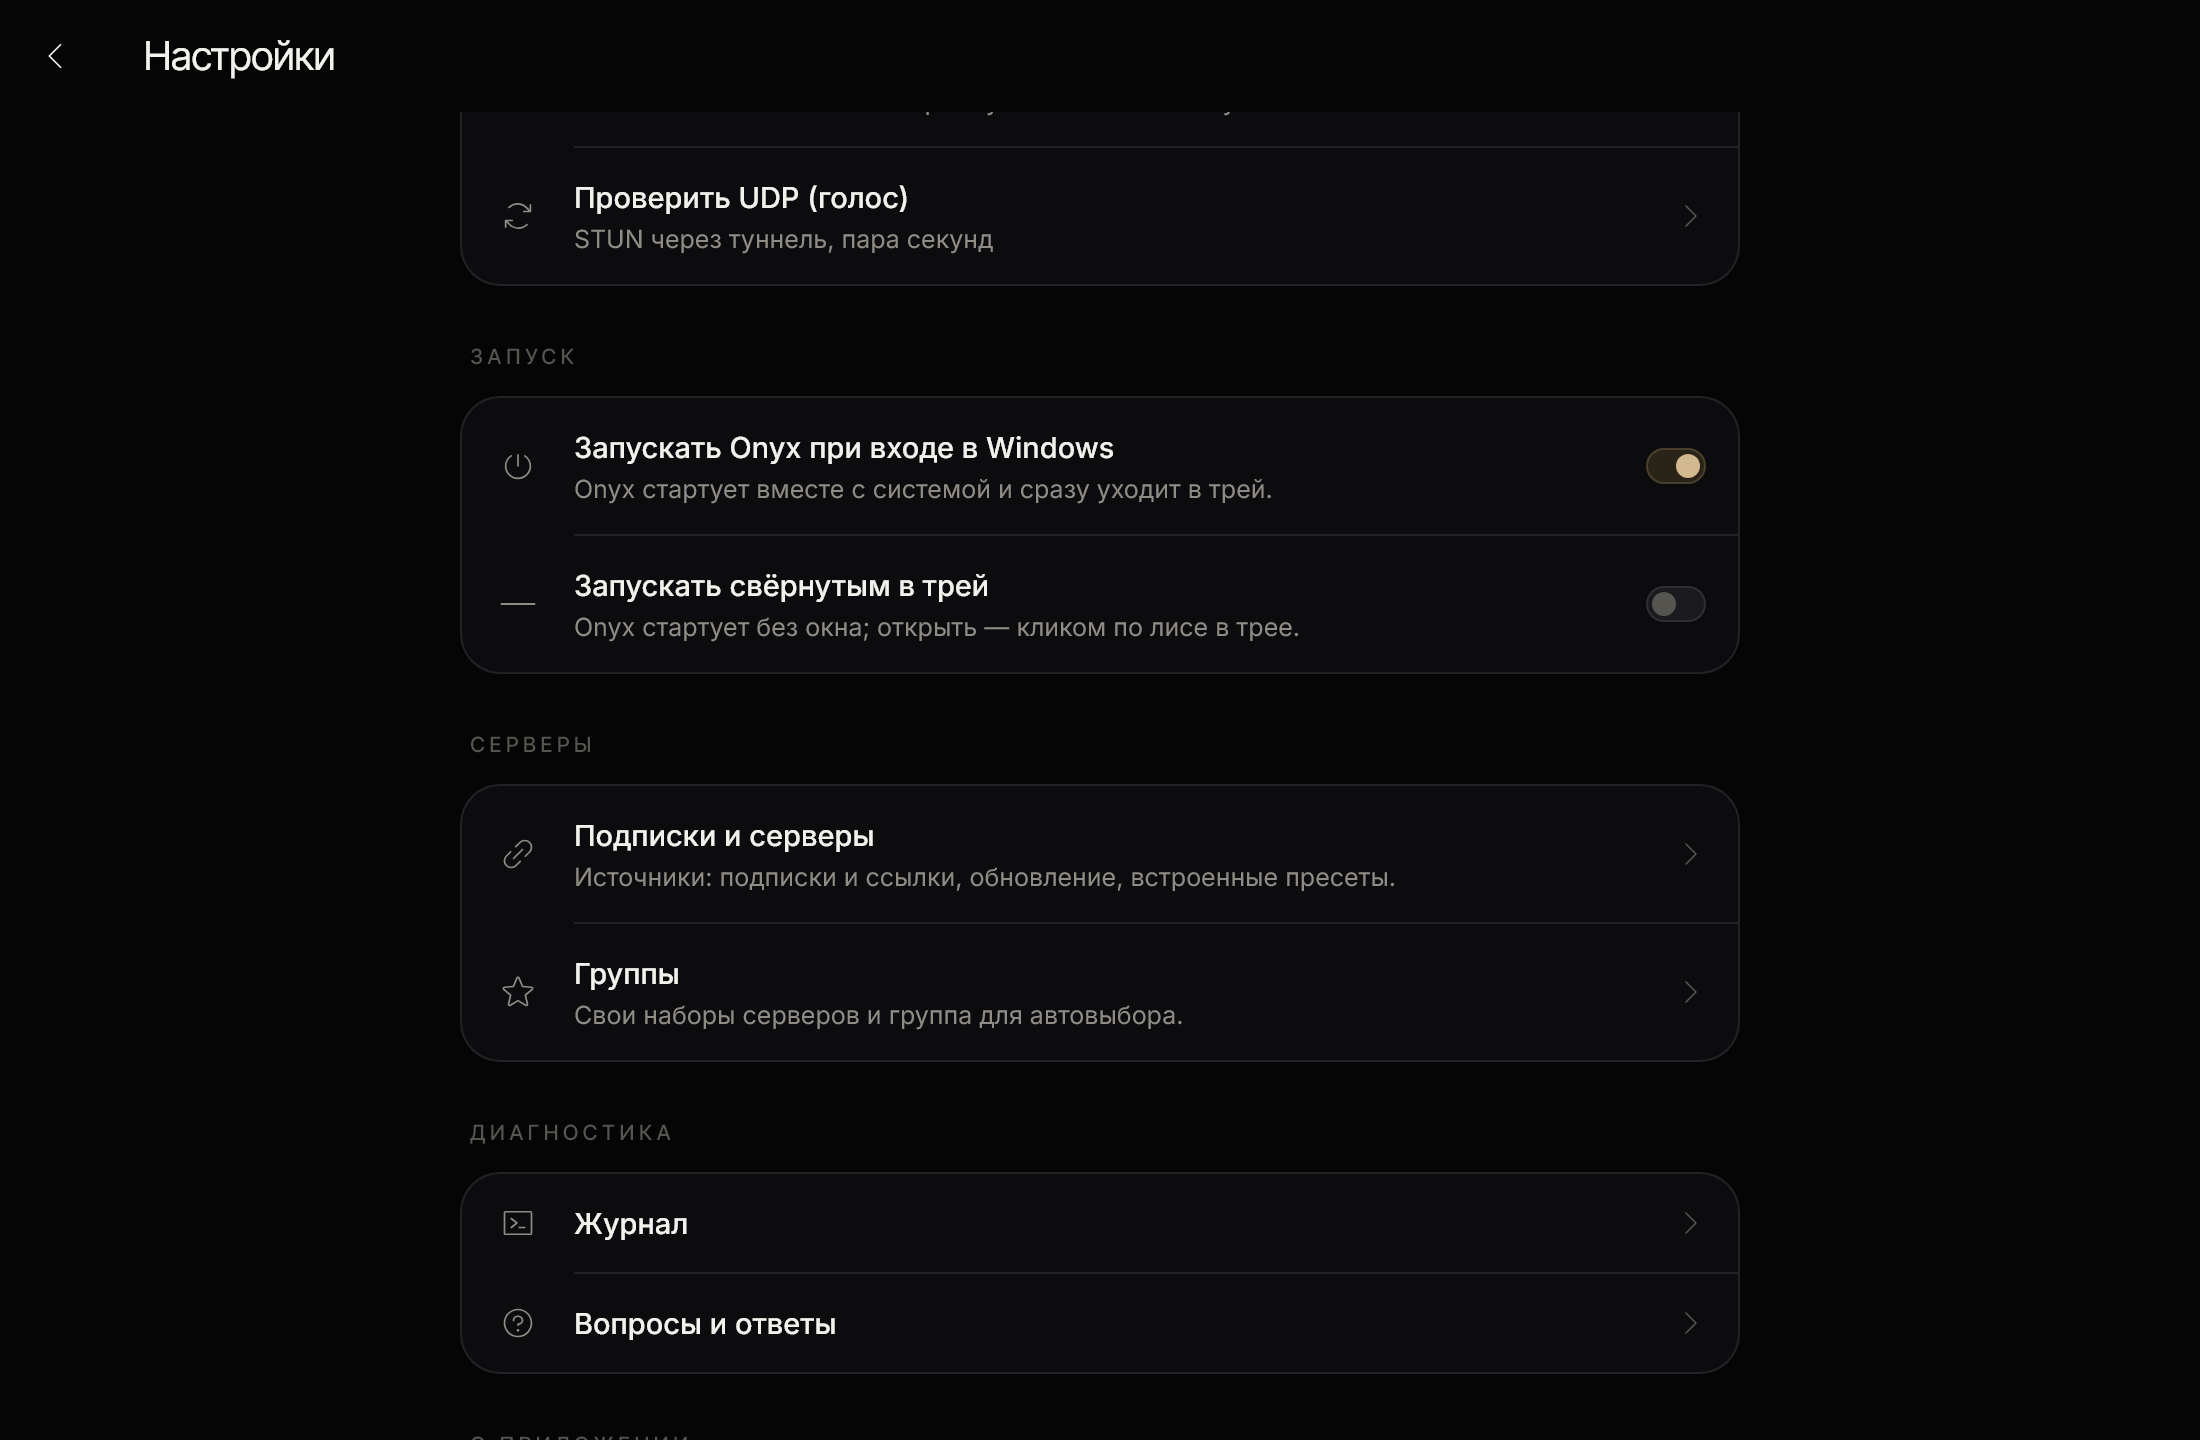 Настройки
Проверить UDP (голос)
STUN через туннель, пара секунд
ЗАПУСК
Запускать Onyx при входе в Windows
Onyx стартует вместе с системой и сразу уходит в трей.
Запускать свёрнутым в трей
Onyx стартует без окна; открыть — кликом по лисе в трее.
СЕРВЕРЫ
Подписки и серверы
Источники: подписки и ссылки, обновление, встроенные пресеты.
Группы
Свои наборы серверов и группа для автовыбора.
ДИАГНОСТИКА
Журнал
Вопросы и ответы